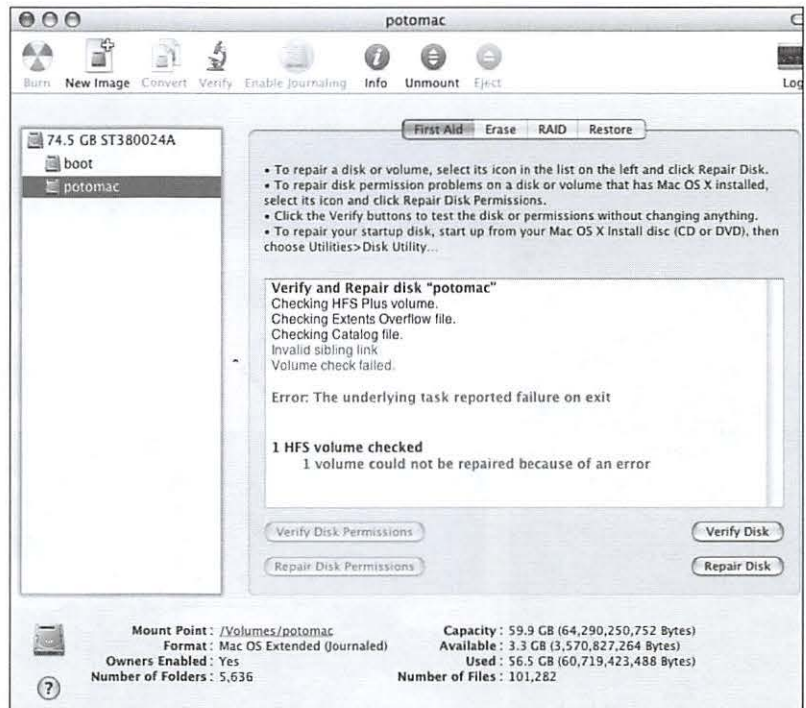 potomac
Burn New Image Convert Verify Enable Journaling Info Unmount Eject Log
74.5 GB ST380024A
boot
potomac
First Aid Erase RAID Restore
• To repair a disk or volume, select its icon in the list on the left and click Repair Disk.
• To repair disk permission problems on a disk or volume that has Mac OS X installed,
select its icon and click Repair Disk Permissions.
• Click the Verify buttons to test the disk or permissions without changing anything.
• To repair your startup disk, start up from your Mac OS X Install disc (CD or DVD), then
choose Utilities>Disk Utility...
Verify and Repair disk "potomac"
Checking HFS Plus volume.
Checking Extents Overflow file.
Checking Catalog file.
Invalid sibling link
Volume check failed.
Error: The underlying task reported failure on exit
1 HFS volume checked
1 volume could not be repaired because of an error
Verify Disk Permissions Verify Disk
Repair Disk Permissions Repair Disk
Mount Point : /Volumes/potomac Capacity : 59.9 GB (64,290,250,752 Bytes)
Format : Mac OS Extended (Journaled) Available : 3.3 GB (3,570,827,264 Bytes)
Owners Enabled : Yes Used : 56.5 GB (60,719,423,488 Bytes)
Number of Folders : 5,636 Number of Files : 101,282
?